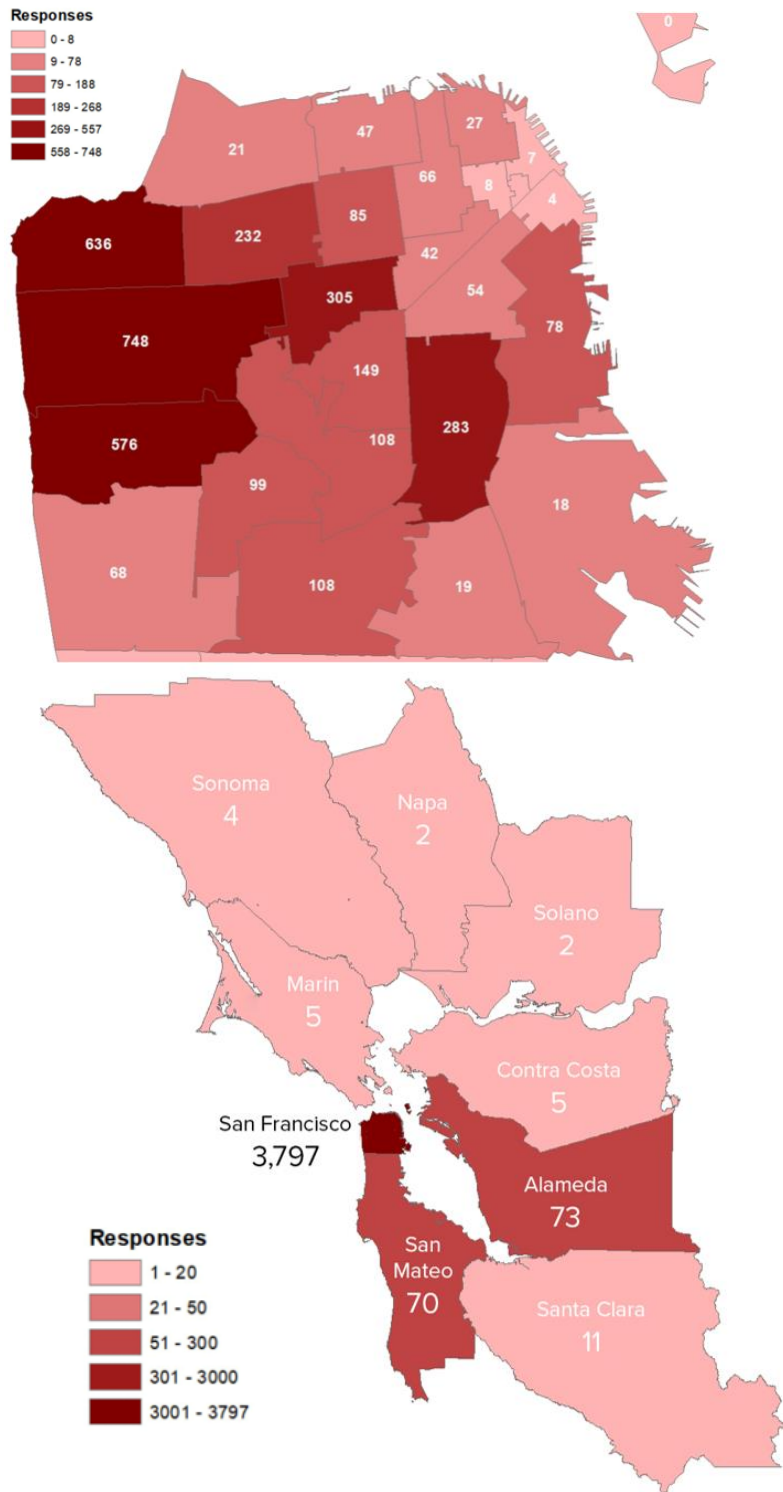 Responses
0 - 8
9 - 78
79 - 188
189 - 268
269 - 557
558 - 748
0
21
47
27
7
66
8
4
636
232
85
42
305
54
748
78
149
576
108
283
99
18
68
108
19
Sonoma
4
Napa
2
Solano
2
Marin
5
Contra Costa
5
San Francisco
3,797
Alameda
73
San
Mateo
70
Santa Clara
11
Responses
1 - 20
21 - 50
51 - 300
301 - 3000
3001 - 3797